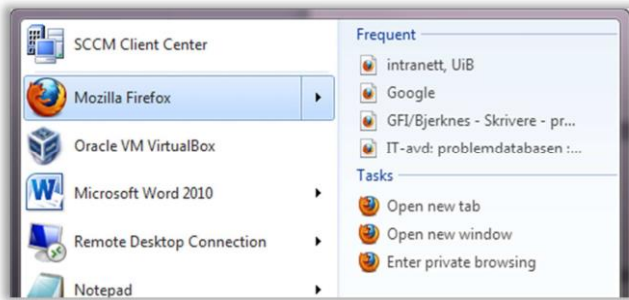 SCCM Client Center
Mozilla Firefox
Oracle VM VirtualBox
Microsoft Word 2010
Remote Desktop Connection
Notepad
Frequent
intranett, UiB
Google
GFI/Bjerknes - Skrivere - pr...
IT-avd: problemdatabasen :...
Tasks
Open new tab
Open new window
Enter private browsing